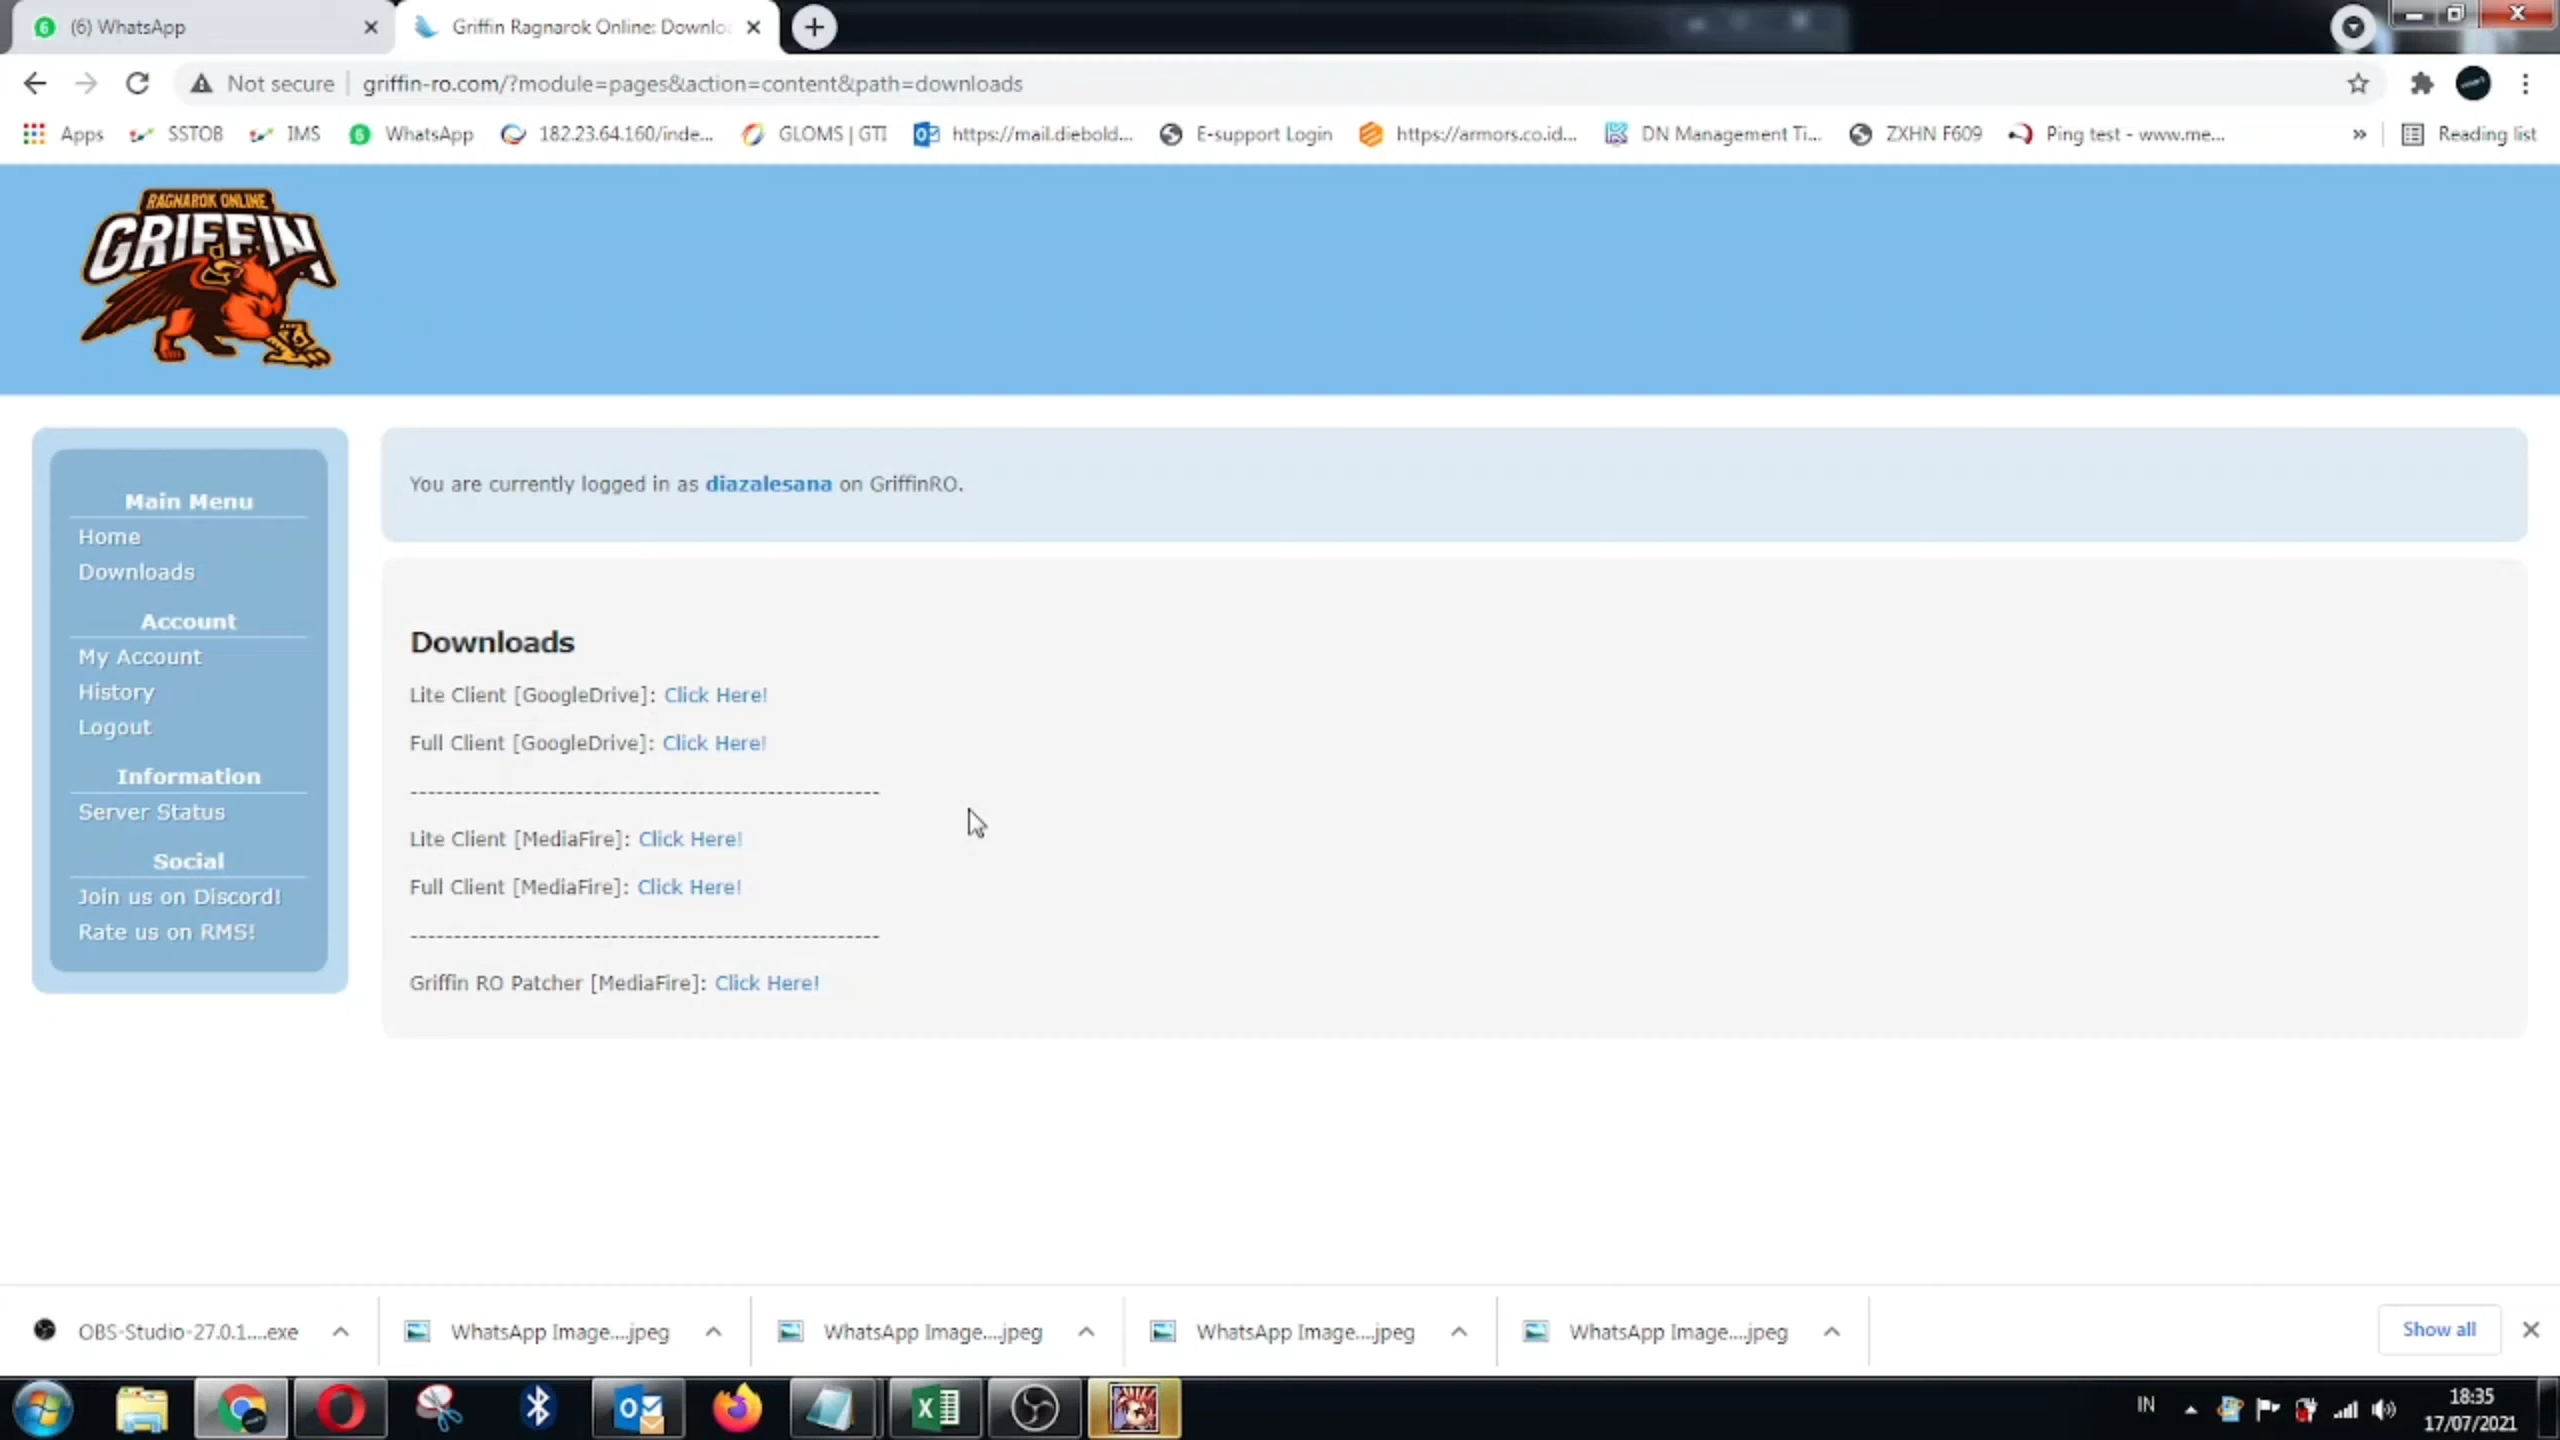 (6) WhatsApp
Griffin Ragnarok Online: Downlo
Not secure
griffin-ro.com/?module=pages&action=content&path=downloads
Apps
SSTOB
IMS
WhatsApp
182.23.64.160/inde...
GLOMS | GTI
https://mail.diebold...
E-support Login
https://armors.co.id...
DN Management Ti...
ZXHN F609
Ping test - www.me...
»
Reading list
RAGNAROK ONLINE
GRIFFIN
Main Menu
Home
Downloads
Account
My Account
History
Logout
Information
Server Status
Social
Join us on Discord!
Rate us on RMS!
You are currently logged in as diazalesana on GriffinRO.
Downloads
Lite Client [GoogleDrive]: Click Here!
Full Client [GoogleDrive]: Click Here!
------------------------------------------------------
Lite Client [MediaFire]: Click Here!
Full Client [MediaFire]: Click Here!
------------------------------------------------------
Griffin RO Patcher [MediaFire]: Click Here!
OBS-Studio-27.0.1....exe
WhatsApp Image....jpeg
WhatsApp Image....jpeg
WhatsApp Image....jpeg
WhatsApp Image....jpeg
Show all
IN
18:35
17/07/2021